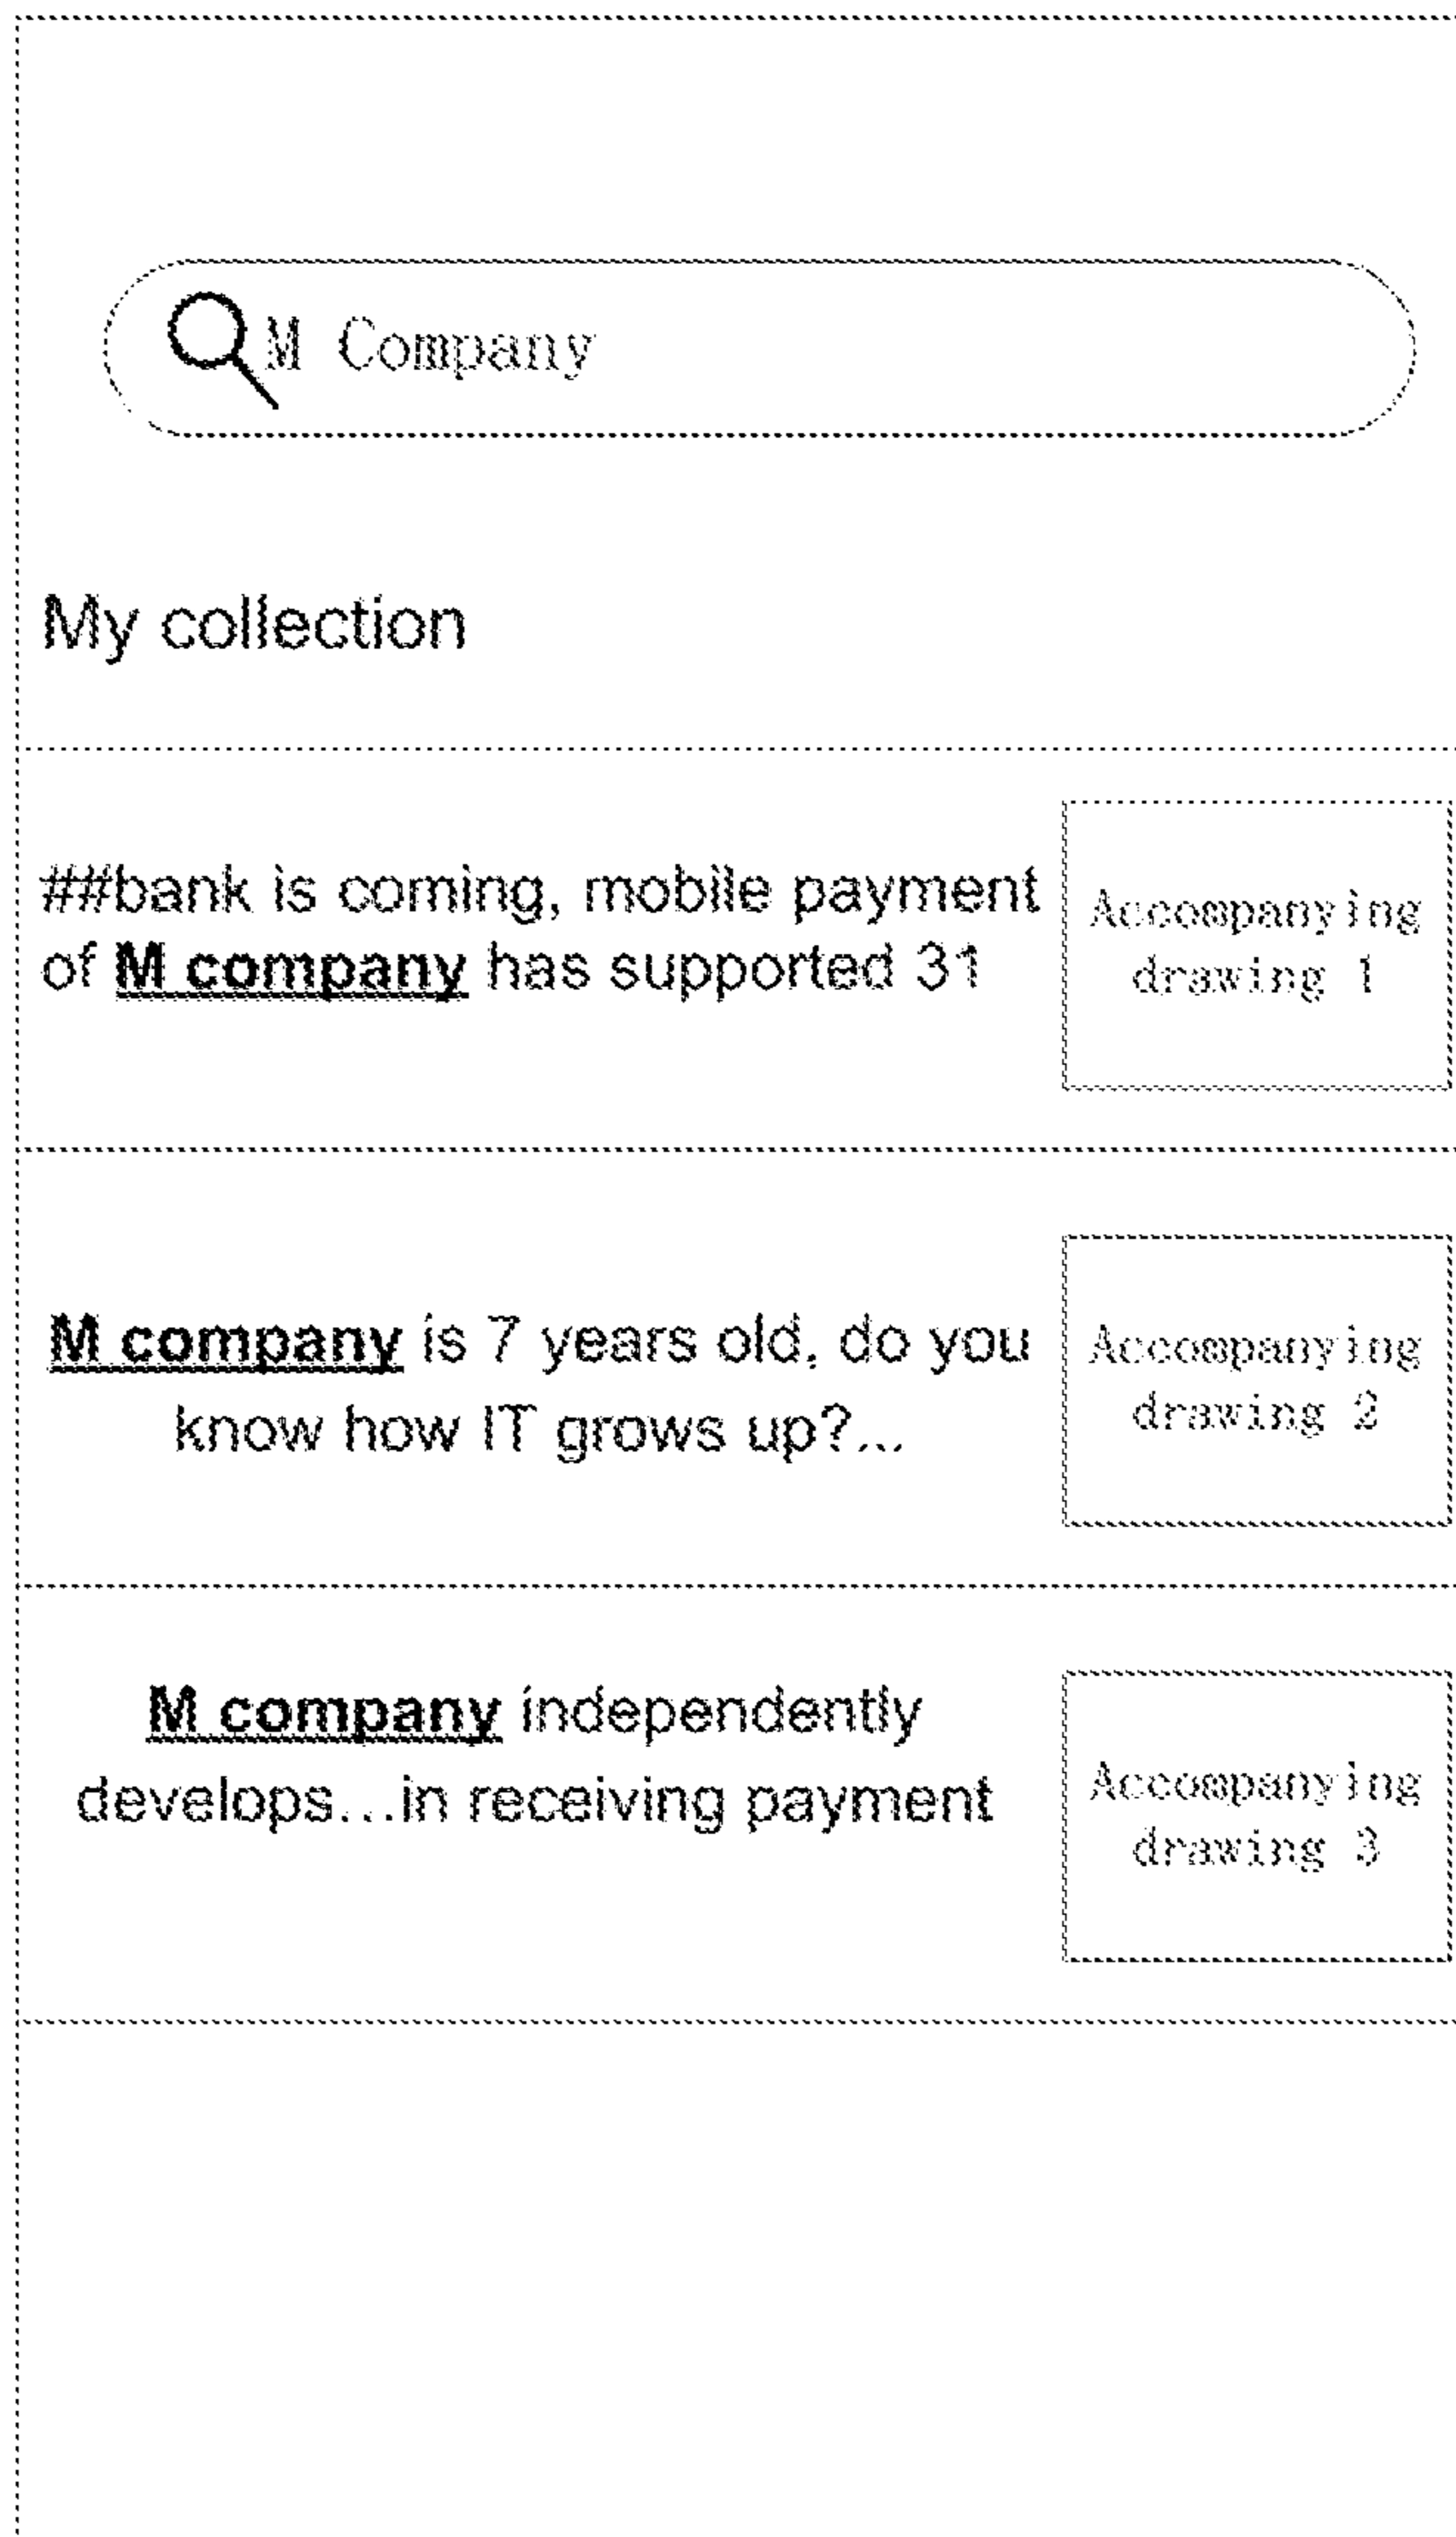 M Company
My collection
##bank is coming, mobile payment
of M company has supported 31
Accompanying
drawing 1
M company is 7 years old, do you
know how IT grows up?...
Accompanying
drawing 2
M company independently
develops...in receiving payment
Accompanying
drawing 3